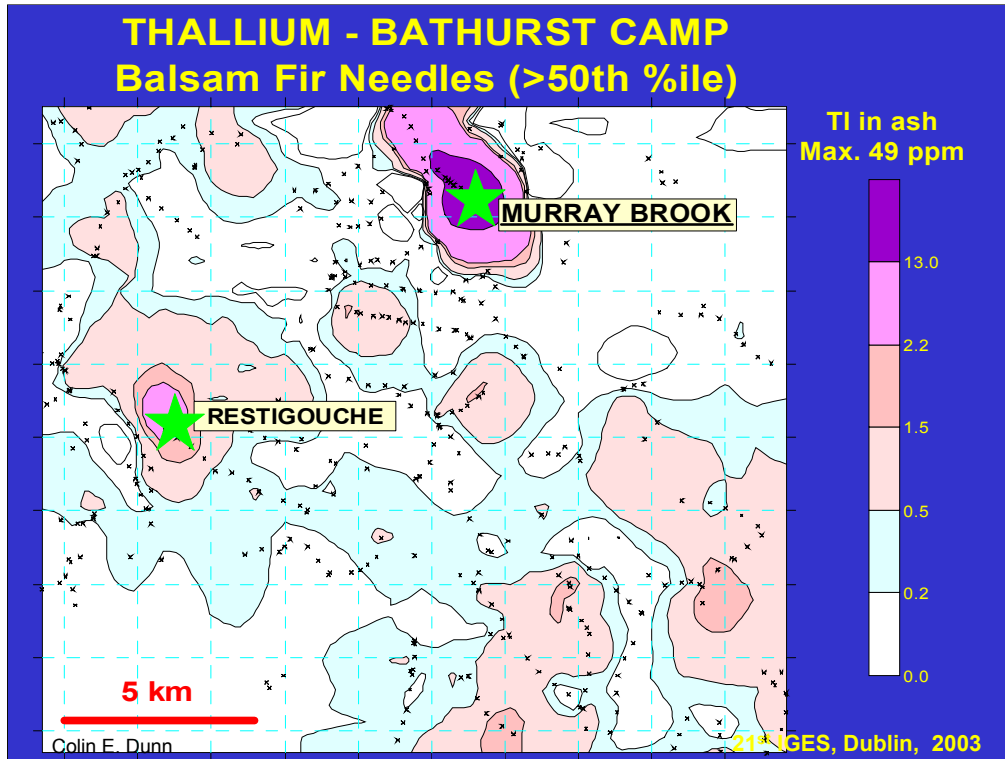 THALLIUM - BATHURST CAMP
Balsam Fir Needles (>50th %ile)
Tl in ash
Max. 49 ppm
MURRAY BROOK
13.0
2.2
RESTIGOUCHE
1.5
0.5
0.2
0.0
5 km
Colin E. Dunn
21st IGES, Dublin, 2003